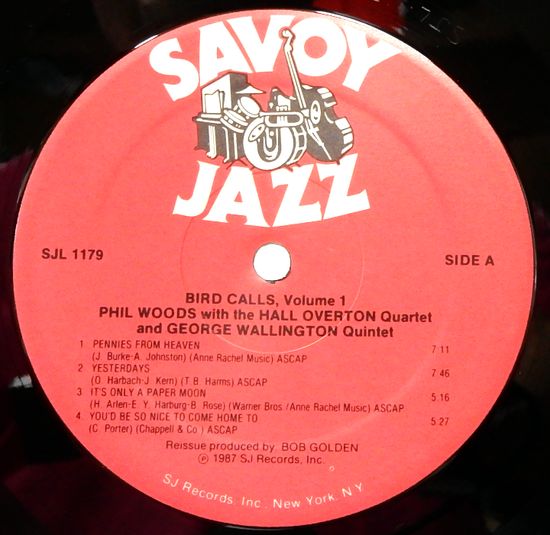 SAVOY
JAZZ
SJL 1179
SIDE A
BIRD CALLS, Volume 1
PHIL WOODS with the HALL OVERTON Quartet
and GEORGE WALLINGTON Quintet
1 PENNIES FROM HEAVEN 7:11
(J. Burke-A. Johnston) (Anne Rachel Music) ASCAP
2 YESTERDAYS 7:46
(O. Harbach-J. Kern) (T.B. Harms) ASCAP
3 IT'S ONLY A PAPER MOON 5:16
(H. Arlen-E. Y. Harburg-B. Rose) (Warner Bros./Anne Rachel Music) ASCAP
4 YOU'D BE SO NICE TO COME HOME TO 5:27
(C. Porter) (Chappell & Co.) ASCAP
Reissue produced by: BOB GOLDEN
℗ 1987 SJ Records, Inc.
SJ Records, Inc., New York, N.Y.